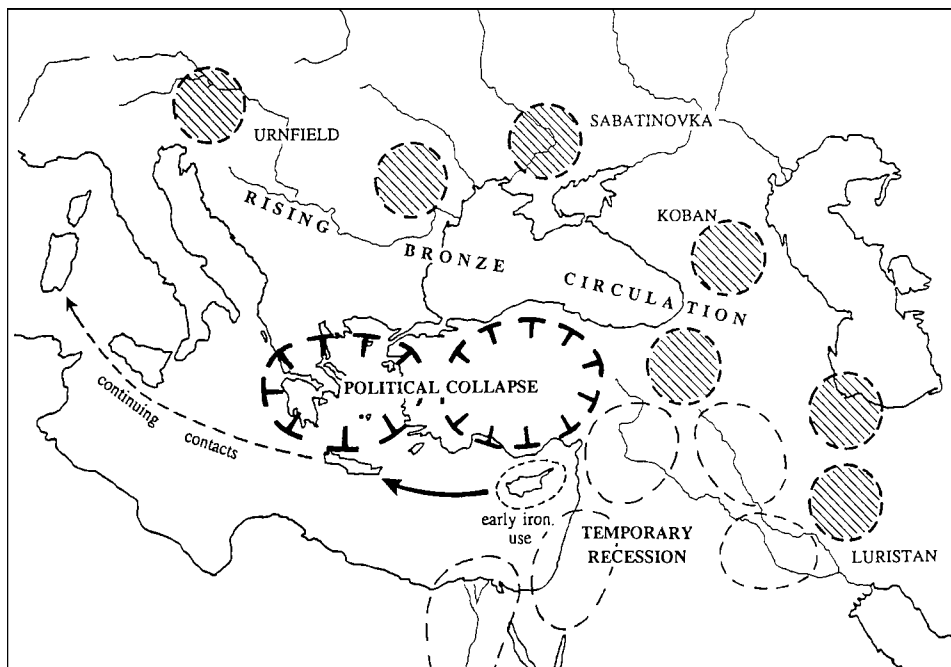 SABATINOVKA
URNFIELD
KOBAN
RISING BRONZE CIRCULATION
POLITICAL COLLAPSE
continuing contacts
early iron.
use
TEMPORARY
RECESSION
LURISTAN